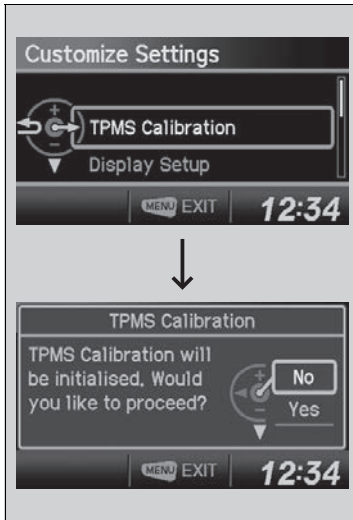 Customize Settings
TPMS Calibration
Display Setup
MENU EXIT 12:34
TPMS Calibration
TPMS Calibration will
be initialised. Would
you like to proceed?
No
Yes
MENU EXIT 12:34